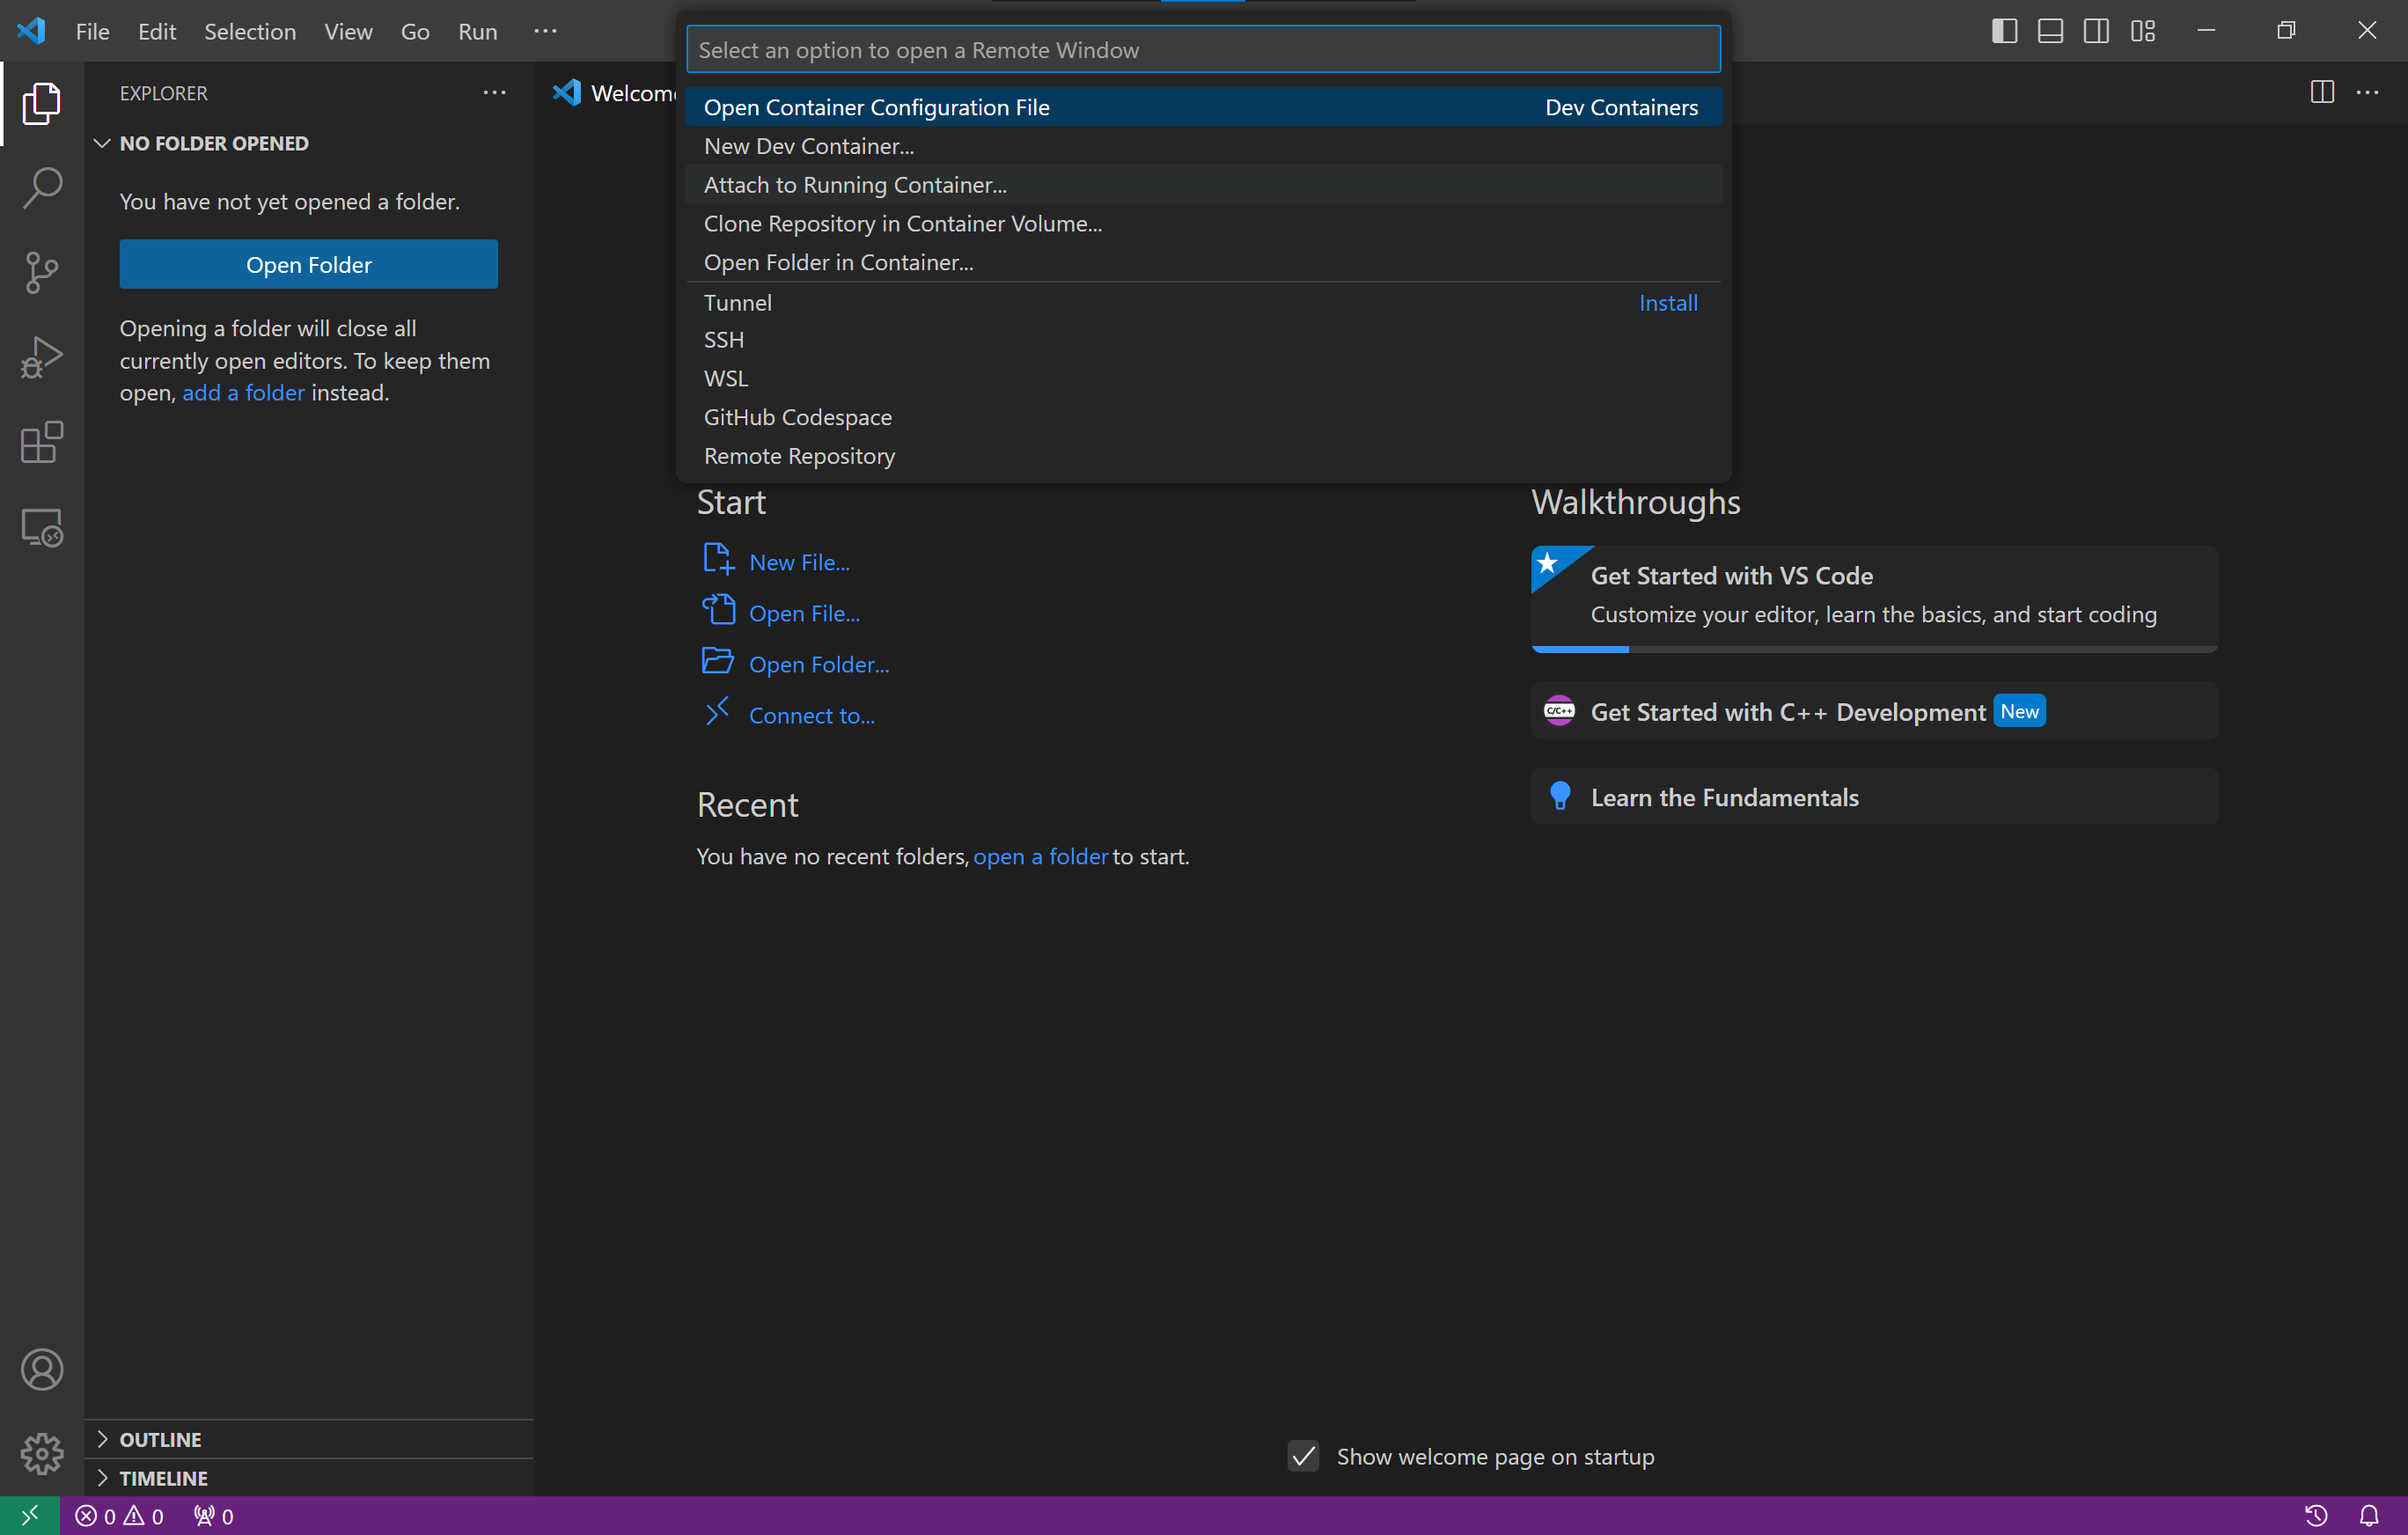 File Edit Selection View Go Run ···
Select an option to open a Remote Window
Open Container Configuration File Dev Containers
New Dev Container...
Attach to Running Container...
Clone Repository in Container Volume...
Open Folder in Container...
Tunnel Install
SSH
WSL
GitHub Codespace
Remote Repository
EXPLORER
NO FOLDER OPENED
You have not yet opened a folder.
Open Folder
Opening a folder will close all
currently open editors. To keep them
open, add a folder instead.
OUTLINE
TIMELINE
Start
New File...
Open File...
Open Folder...
Connect to...
Recent
You have no recent folders, open a folder to start.
Walkthroughs
Get Started with VS Code
Customize your editor, learn the basics, and start coding
C/C++ Get Started with C++ Development New
Learn the Fundamentals
Show welcome page on startup
0 0 0